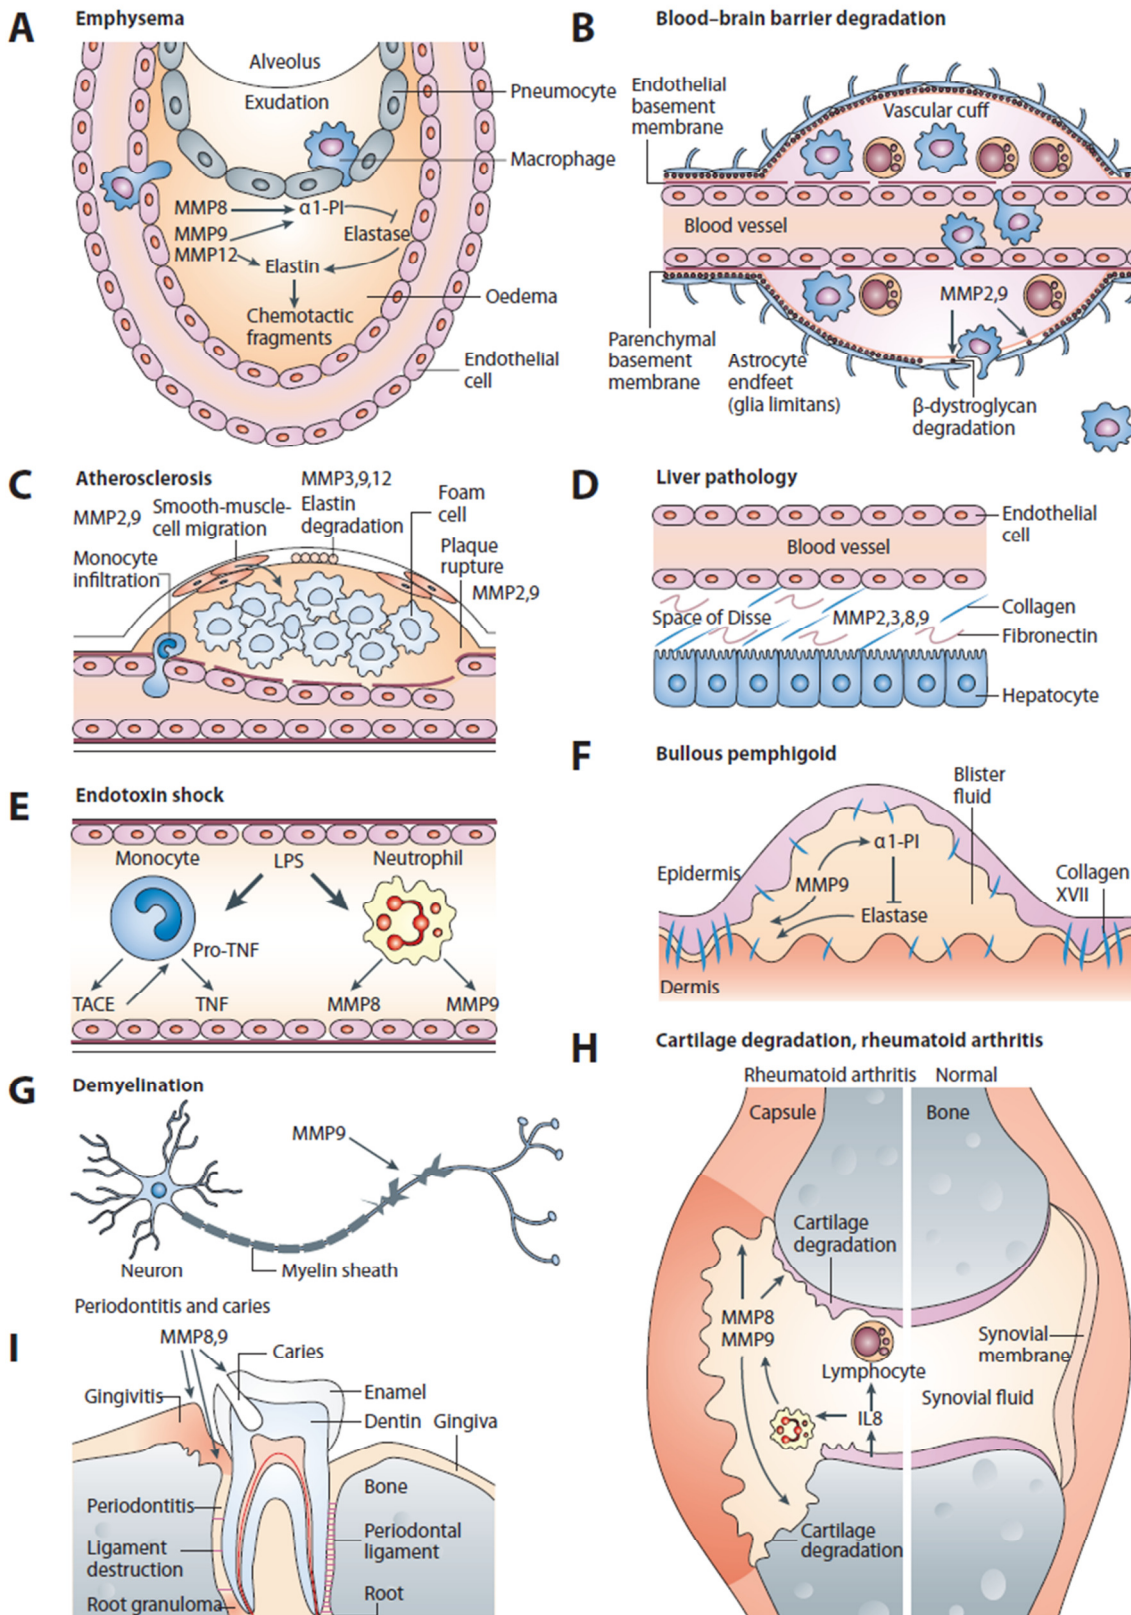 A
Emphysema
Alveolus
Exudation
Pneumocyte
Macrophage
MMP8
α1-PI
MMP9
Elastase
MMP12
Elastin
Oedema
Chemotactic
fragments
Endothelial
cell
B
Blood–brain barrier degradation
Endothelial
basement
membrane
Vascular cuff
Blood vessel
MMP2,9
Parenchymal
basement
membrane
Astrocyte
endfeet
(glia limitans)
β-dystroglycan
degradation
C
Atherosclerosis
MMP2,9
Smooth-muscle-
cell migration
MMP3,9,12
Elastin
degradation
Foam
cell
Monocyte
infiltration
Plaque
rupture
MMP2,9
D
Liver pathology
Endothelial
cell
Blood vessel
Space of Disse
MMP2,3,8,9
Collagen
Fibronectin
Hepatocyte
E
Endotoxin shock
Monocyte
LPS
Neutrophil
Pro-TNF
TACE
TNF
MMP8
MMP9
F
Bullous pemphigoid
Blister
fluid
α1-PI
Epidermis
MMP9
Collagen
XVII
Elastase
Dermis
G
Demyelination
MMP9
Neuron
Myelin sheath
H
Cartilage degradation, rheumatoid arthritis
Rheumatoid arthritis
Normal
Capsule
Bone
Cartilage
degradation
MMP8
MMP9
Lymphocyte
Synovial
membrane
Synovial fluid
IL8
Cartilage
degradation
Periodontitis and caries
I
MMP8,9
Caries
Gingivitis
Enamel
Dentin
Gingiva
Bone
Periodontitis
Periodontal
ligament
Ligament
destruction
Root granuloma
Root